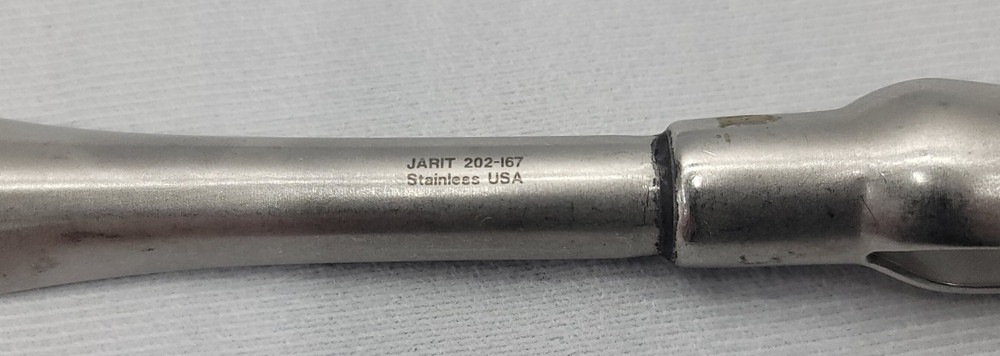 JARIT 202-167
Stainless USA